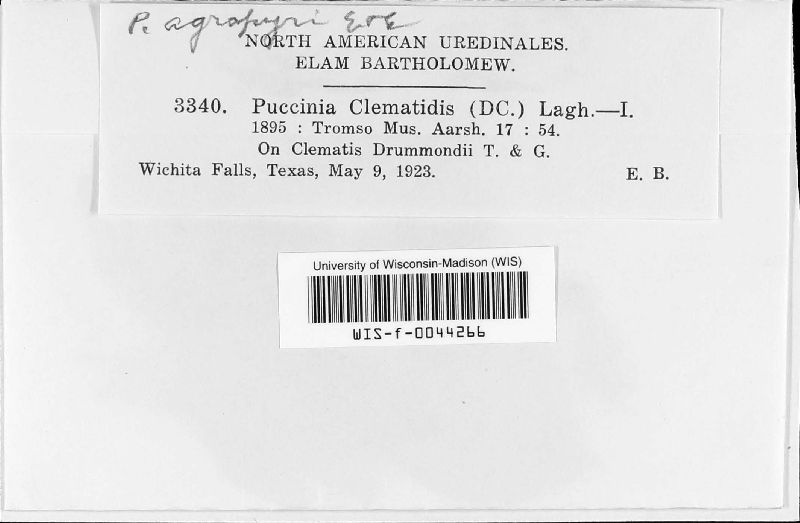 P. agropyri E&E
NORTH AMERICAN UREDINALES.
ELAM BARTHOLOMEW.
3340. Puccinia Clematidis (DC.) Lagh.—I.
1895 : Tromso Mus. Aarsh. 17 : 54.
On Clematis Drummondii T. & G.
Wichita Falls, Texas, May 9, 1923. E. B.
University of Wisconsin-Madison (WIS)
WIS-f-0044266